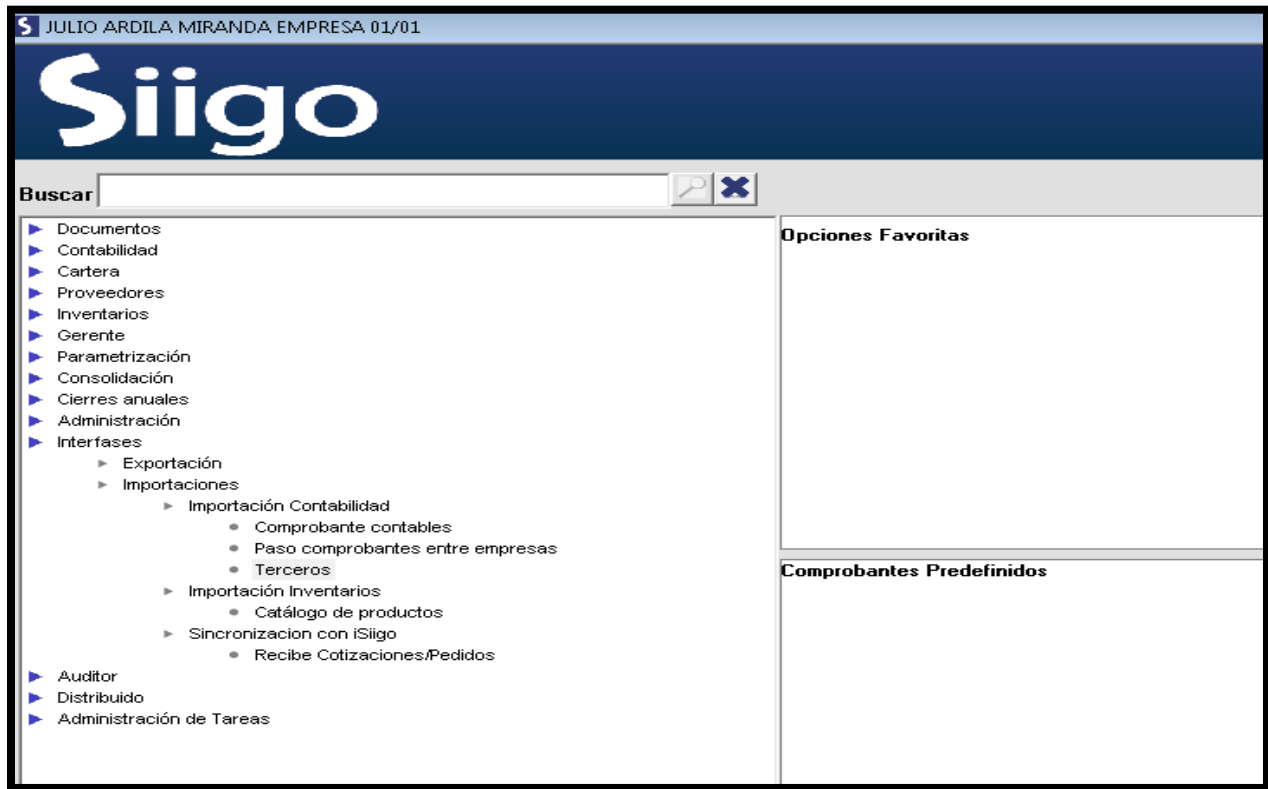 JULIO ARDILA MIRANDA EMPRESA 01/01
Siigo
Buscar
Documentos
Contabilidad
Cartera
Proveedores
Inventarios
Gerente
Parametrización
Consolidación
Cierres anuales
Administración
Interfases
Exportación
Importaciones
Importación Contabilidad
Comprobante contables
Paso comprobantes entre empresas
Terceros
Importación Inventarios
Catálogo de productos
Sincronizacion con iSiigo
Recibe Cotizaciones/Pedidos
Auditor
Distribuido
Administración de Tareas
Opciones Favoritas
Comprobantes Predefinidos